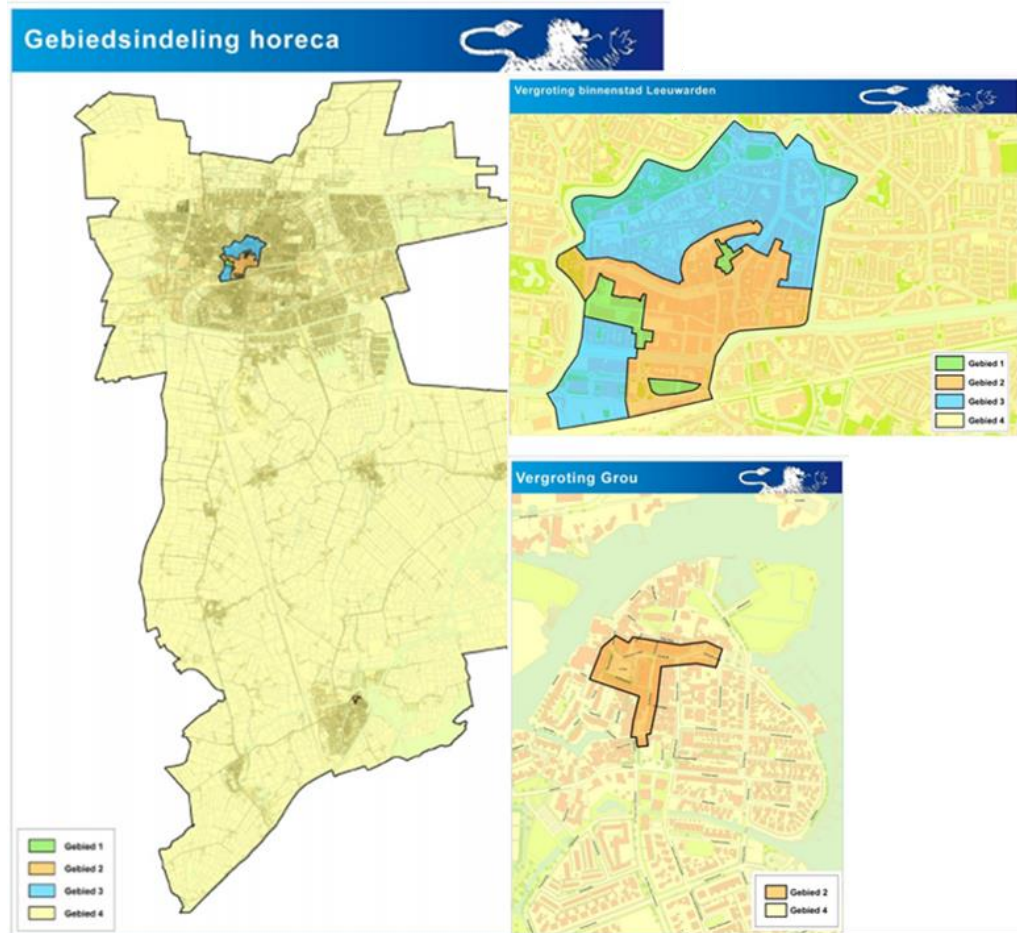 Gebiedsindeling horeca
Gebied 1
Gebied 2
Gebied 3
Gebied 4
Vergroting binnenstad Leeuwarden
Gebied 1
Gebied 2
Gebied 3
Gebied 4
Vergroting Grou
Gebied 2
Gebied 4